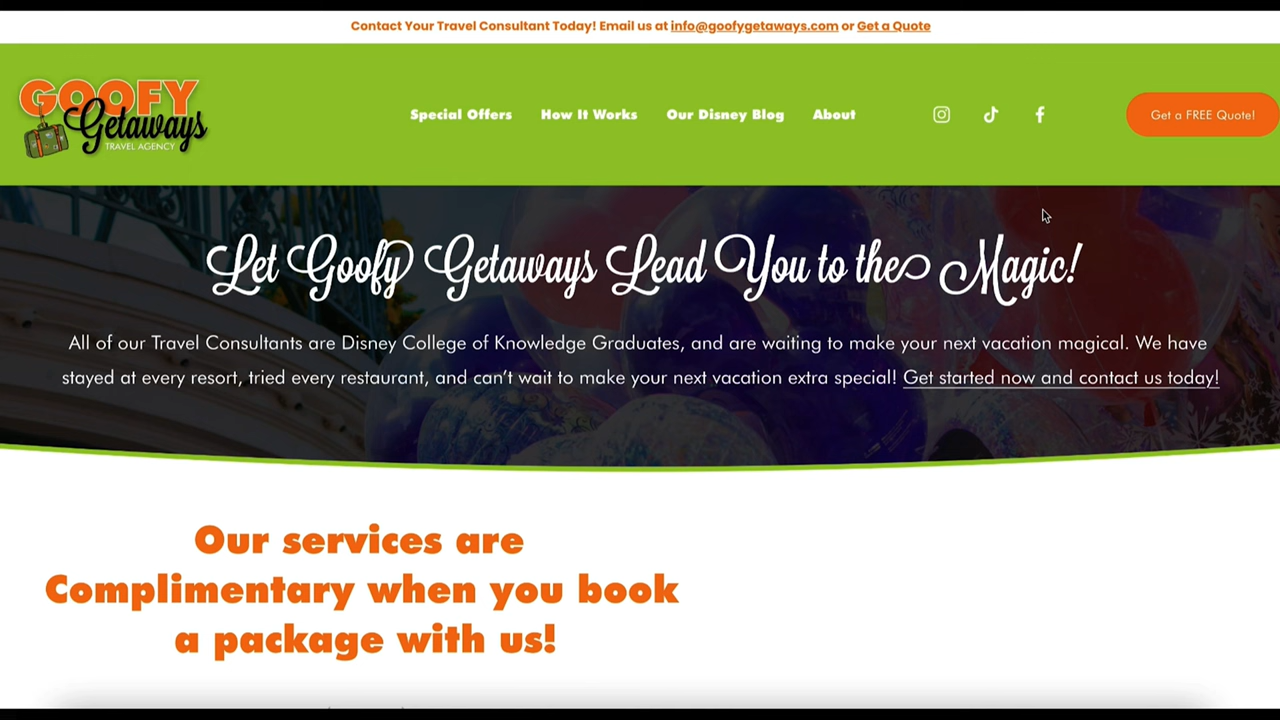 Contact Your Travel Consultant Today! Email us at info@goofygetaways.com or Get a Quote
GOOFY
Getaways
TRAVEL AGENCY
Special Offers How It Works Our Disney Blog About
Get a FREE Quote!
Let Goofy Getaways Lead You to the Magic!
All of our Travel Consultants are Disney College of Knowledge Graduates, and are waiting to make your next vacation magical. We have
stayed at every resort, tried every restaurant, and can't wait to make your next vacation extra special! Get started now and contact us today!
Our services are
Complimentary when you book
a package with us!